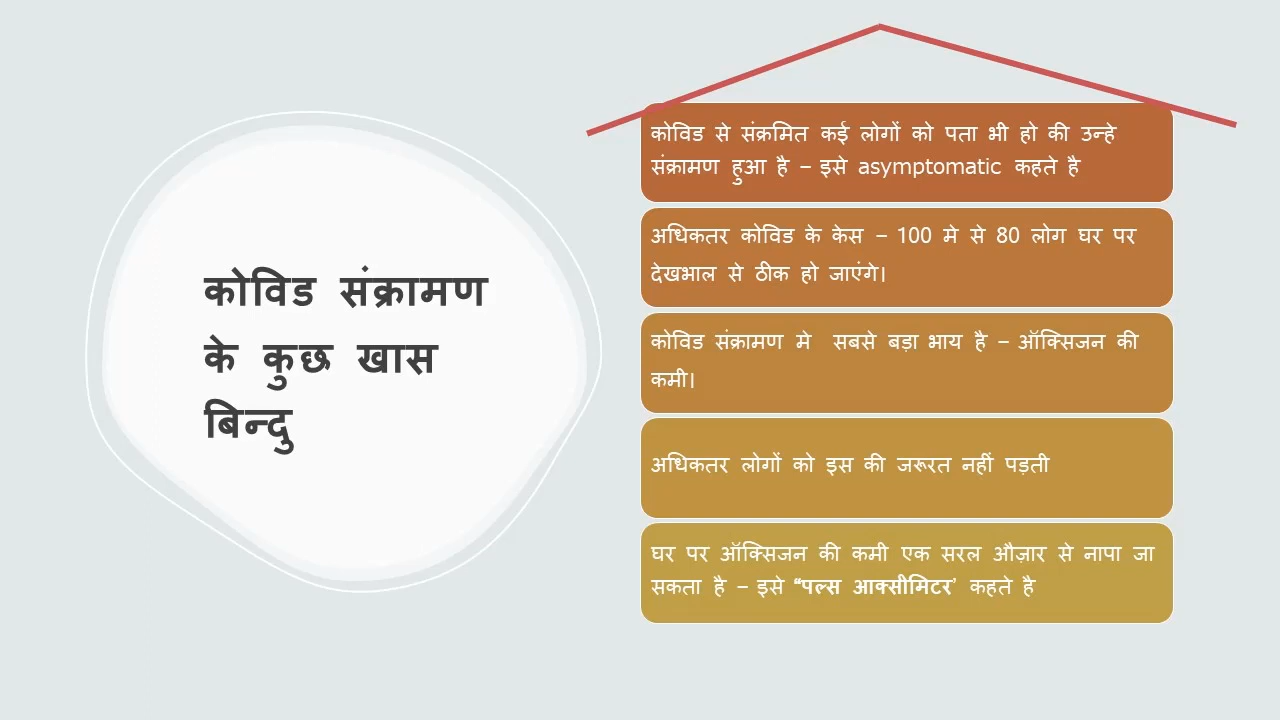 कोविड संक्रामण
के कुछ खास
बिन्दु
कोविड से संक्रमित कई लोगों को पता भी हो की उन्हे
संक्रामण हुआ है – इसे asymptomatic कहते है
अधिकतर कोविड के केस – 100 मे से 80 लोग घर पर
देखभाल से ठीक हो जाएंगे।
कोविड संक्रामण मे सबसे बड़ा भाय है – ऑक्सिजन की
कमी।
अधिकतर लोगों को इस की जरूरत नहीं पड़ती
घर पर ऑक्सिजन की कमी एक सरल औज़ार से नापा जा
सकता है – इसे “पल्स आक्सीमिटर’ कहते है